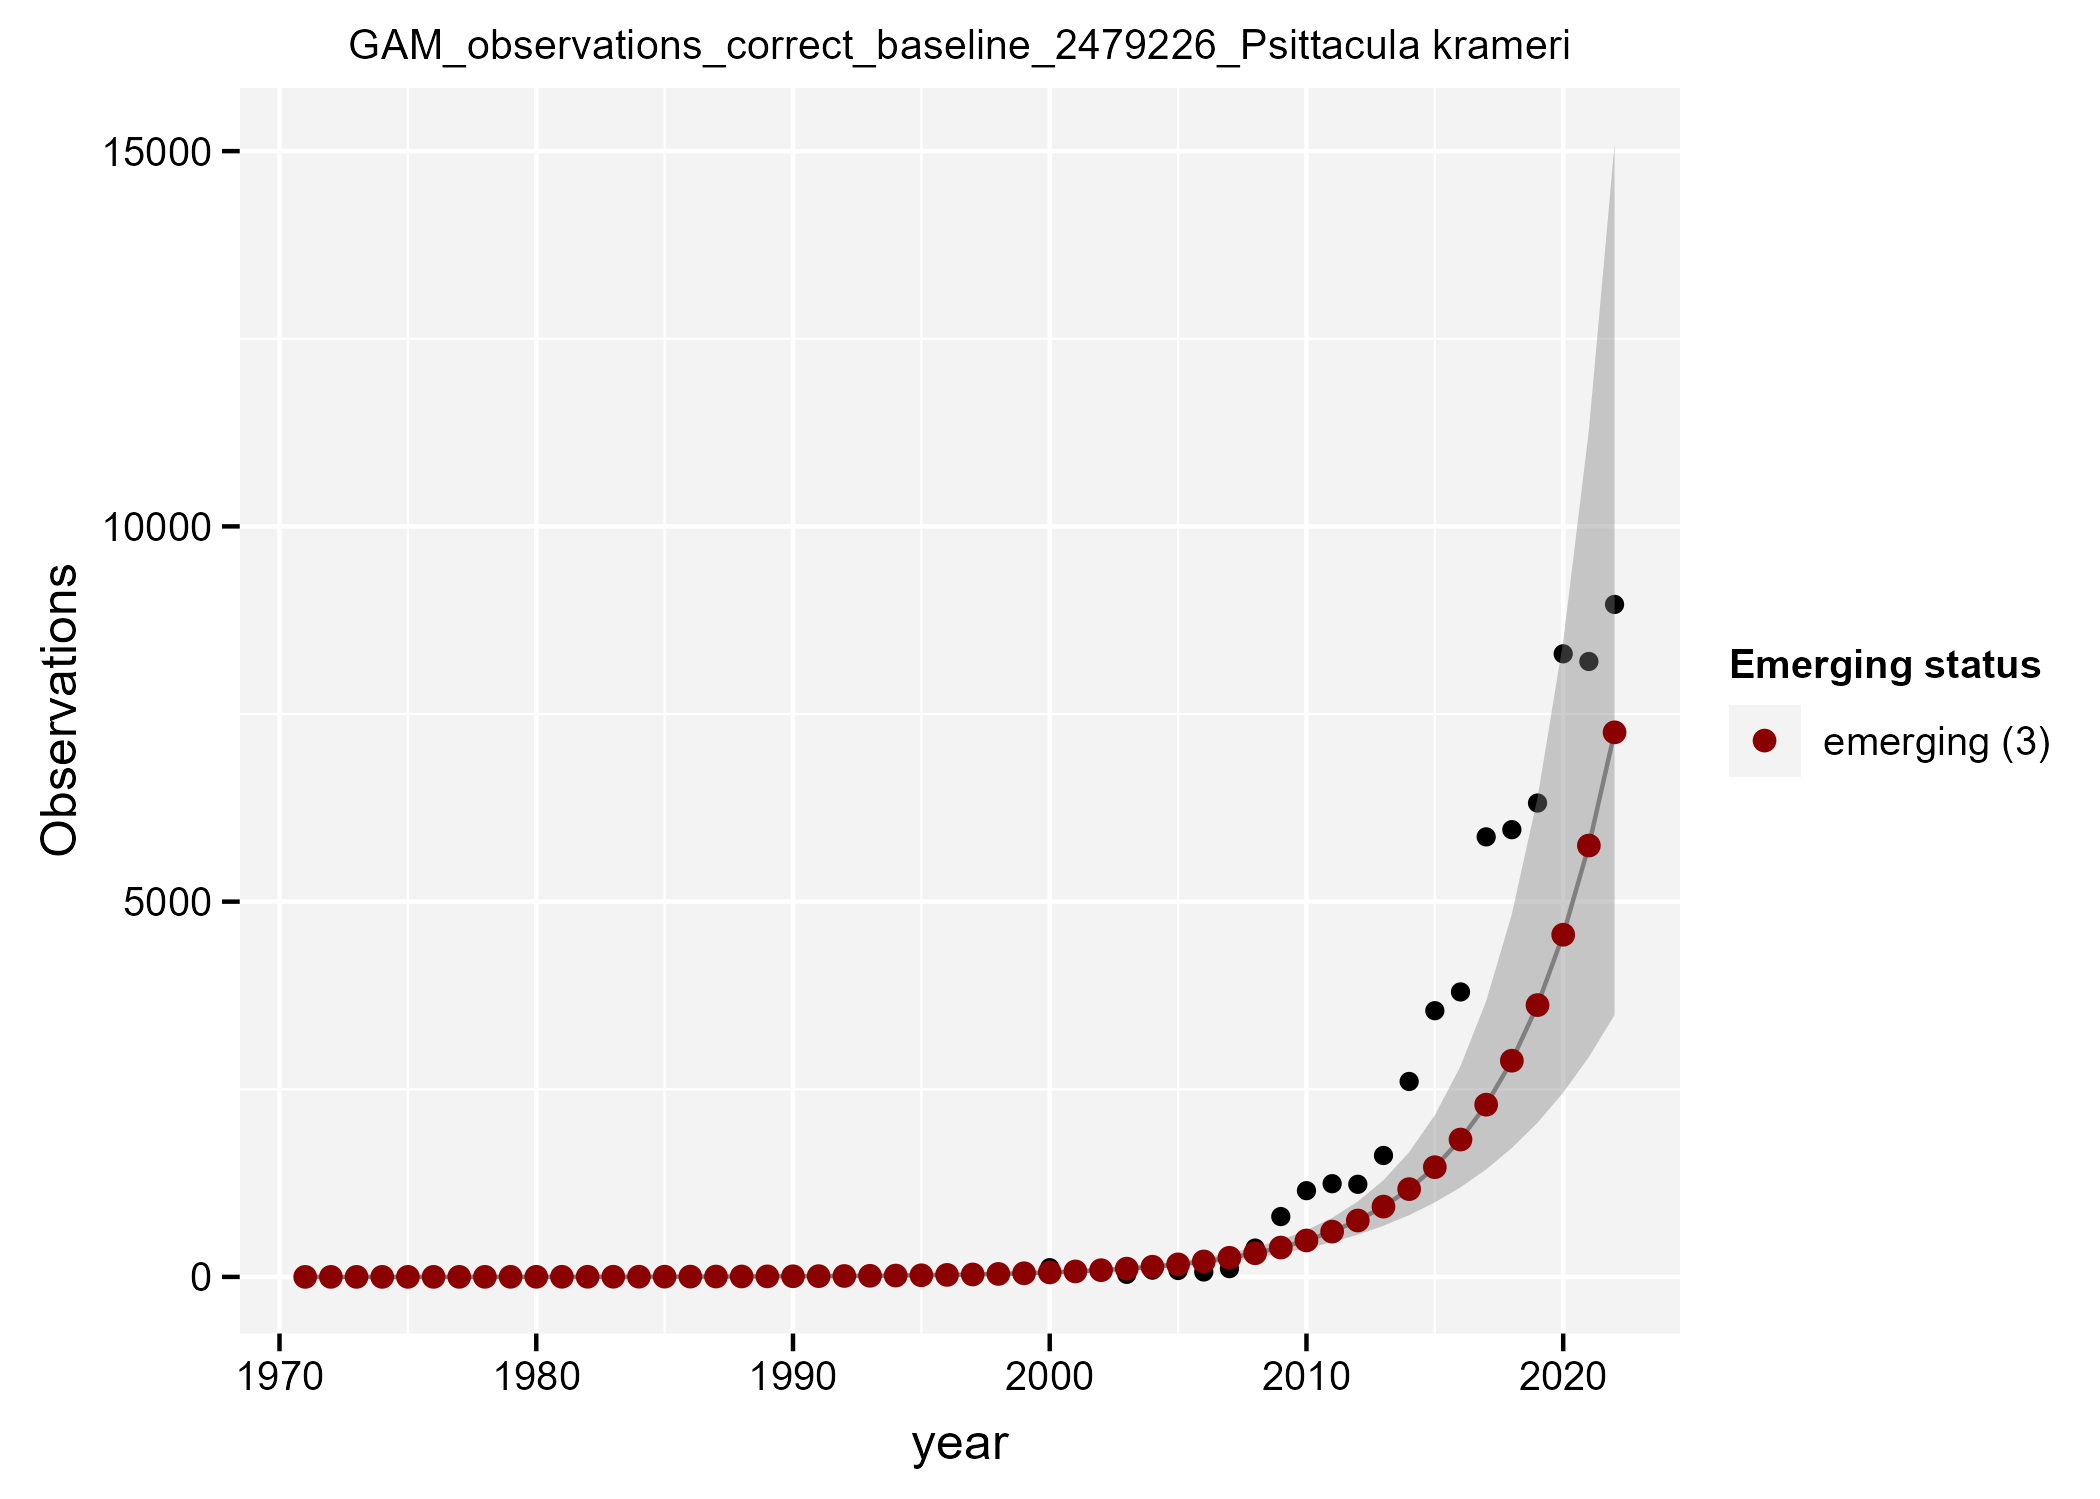 GAM_observations_correct_baseline_2479226_Psittacula krameri
15000
10000
5000
0
Observations
1970 1980 1990 2000 2010 2020
year
Emerging status
emerging (3)